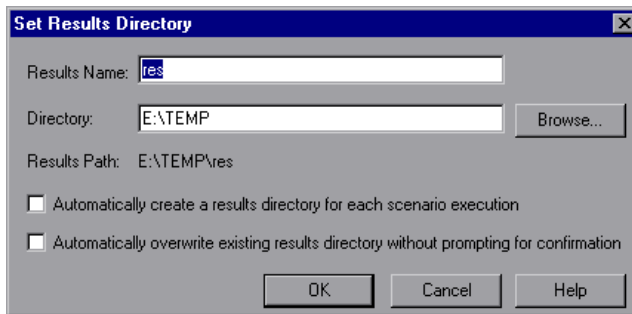 Set Results Directory
Results Name: res
Directory: E:\TEMP Browse...
Results Path: E:\TEMP\res
Automatically create a results directory for each scenario execution
Automatically overwrite existing results directory without prompting for confirmation
OK Cancel Help